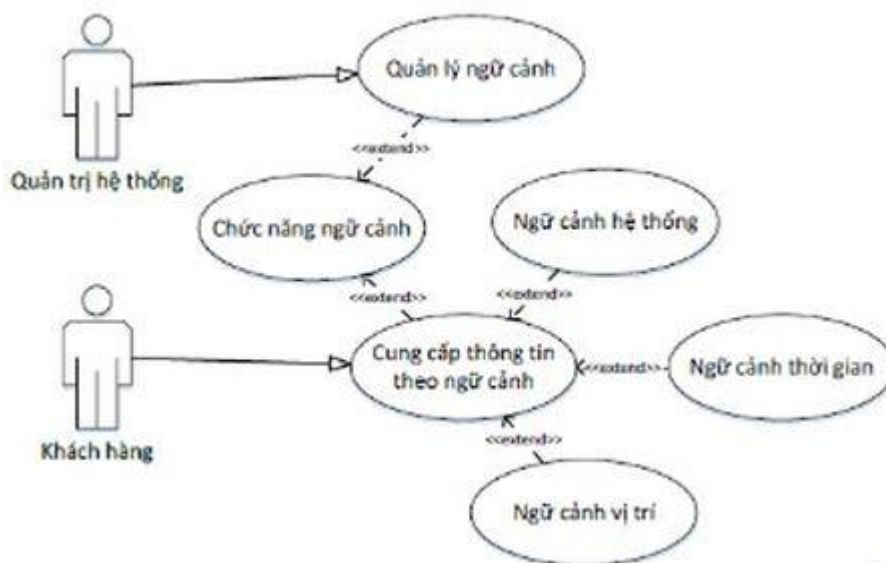 Quản lý ngữ cảnh
<<extend>>
Quản trị hệ thống
Chức năng ngữ cảnh
Ngữ cảnh hệ thống
<<extend>>
<<extend>>
Cung cấp thông tin
theo ngữ cảnh
<<extend>>
Ngữ cảnh thời gian
Khách hàng
<<extend>>
Ngữ cảnh vị trí